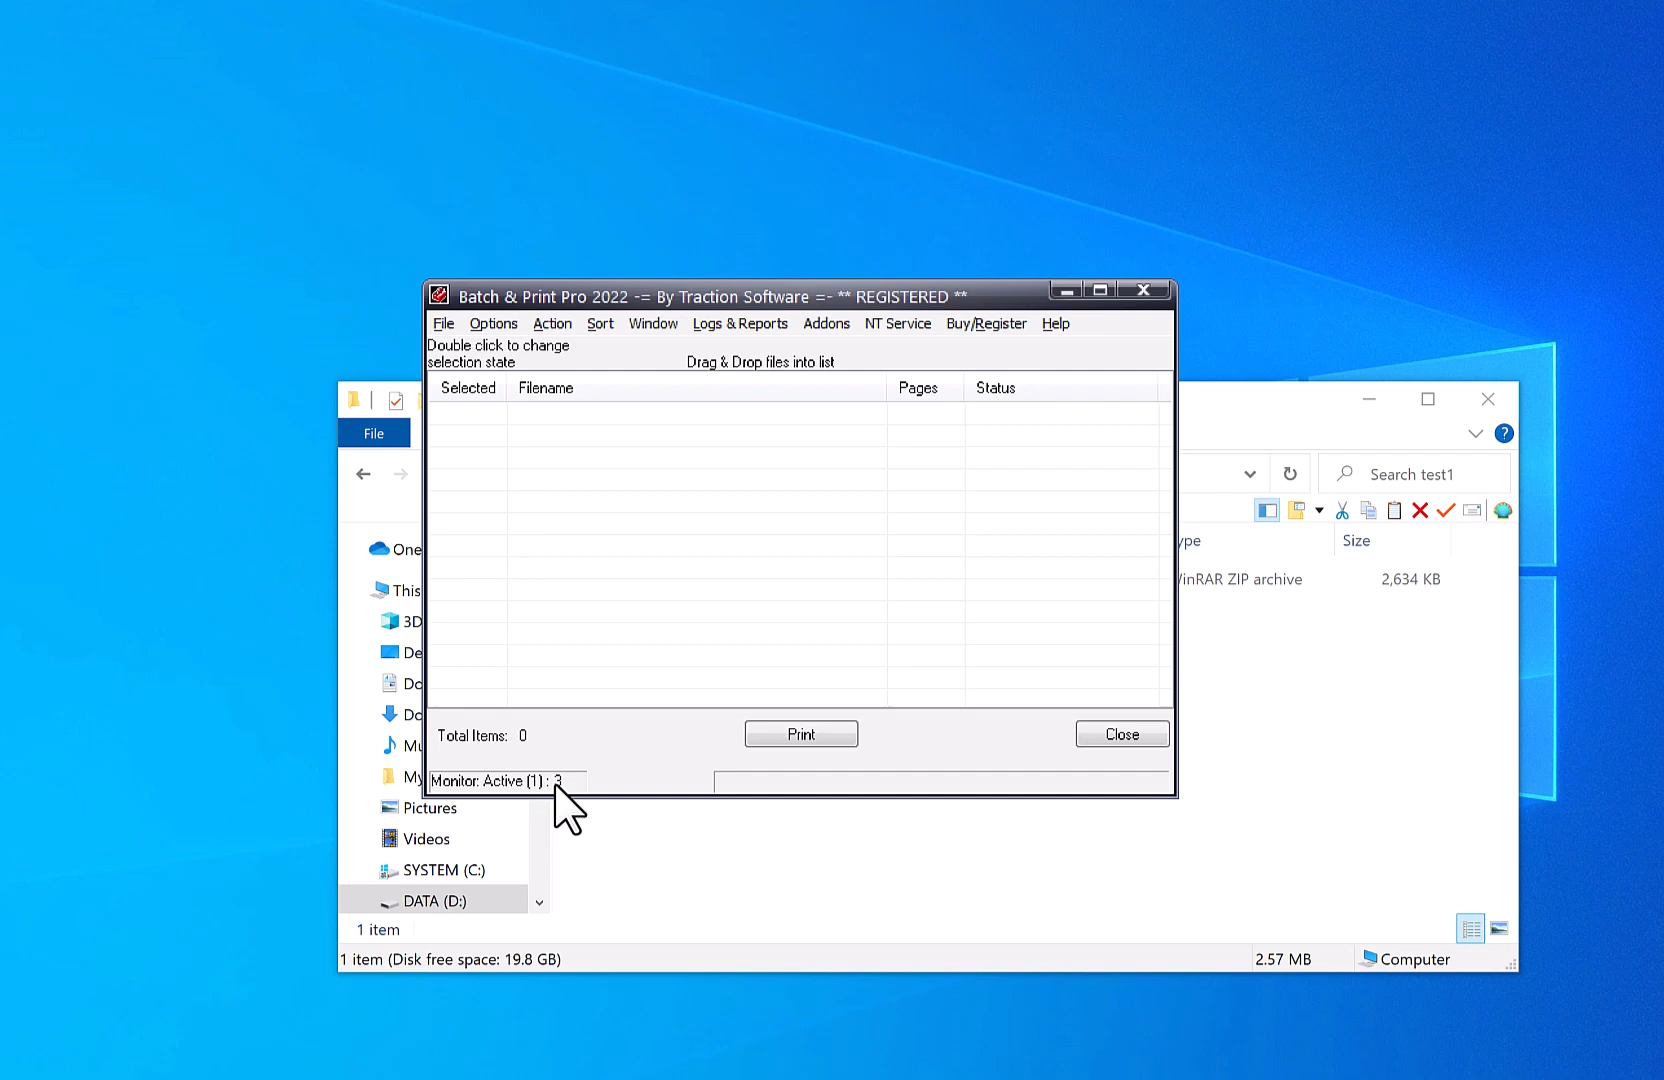 Batch & Print Pro 2022 -= By Traction Software =- ** REGISTERED **
File Options Action Sort Window Logs & Reports Addons NT Service Buy/Register Help
Double click to change
selection state
Drag & Drop files into list
Selected Filename Pages Status
Total Items: 0
Print
Close
Monitor: Active (1) : 3
File
?
Search test1
ype Size
inRAR ZIP archive 2,634 KB
One
This
3D
De
Do
Do
Mu
My
Pictures
Videos
SYSTEM (C:)
DATA (D:)
1 item
1 item (Disk free space: 19.8 GB)
2.57 MB
Computer